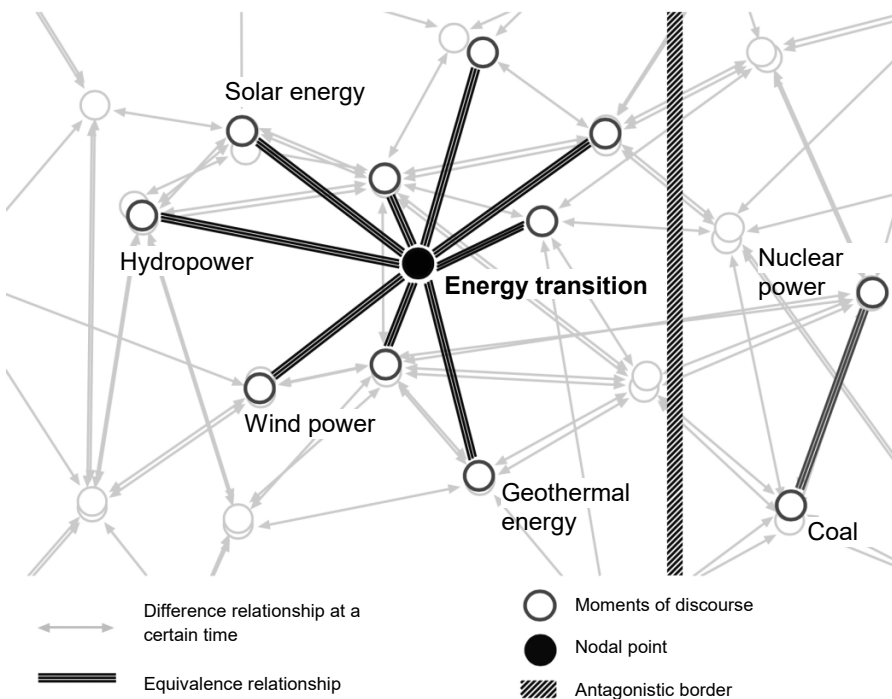 Solar energy
Hydropower
Energy transition
Nuclear
power
Wind power
Geothermal
energy
Coal
Difference relationship at a
certain time
Equivalence relationship
Moments of discourse
Nodal point
Antagonistic border